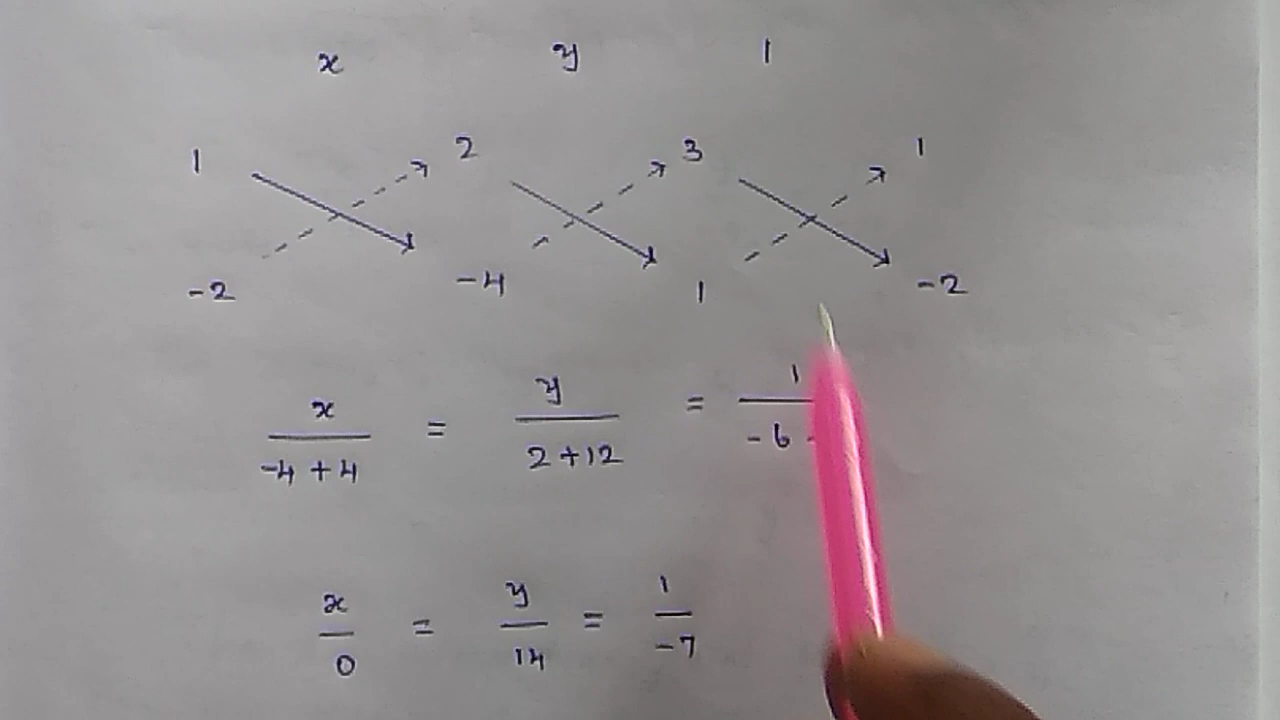 x y 1
1 2 3 1
-2 -4 1 -2
x = y = 1
-4 + 4 2 + 12 -6 -
x = y = 1
0 14 -7